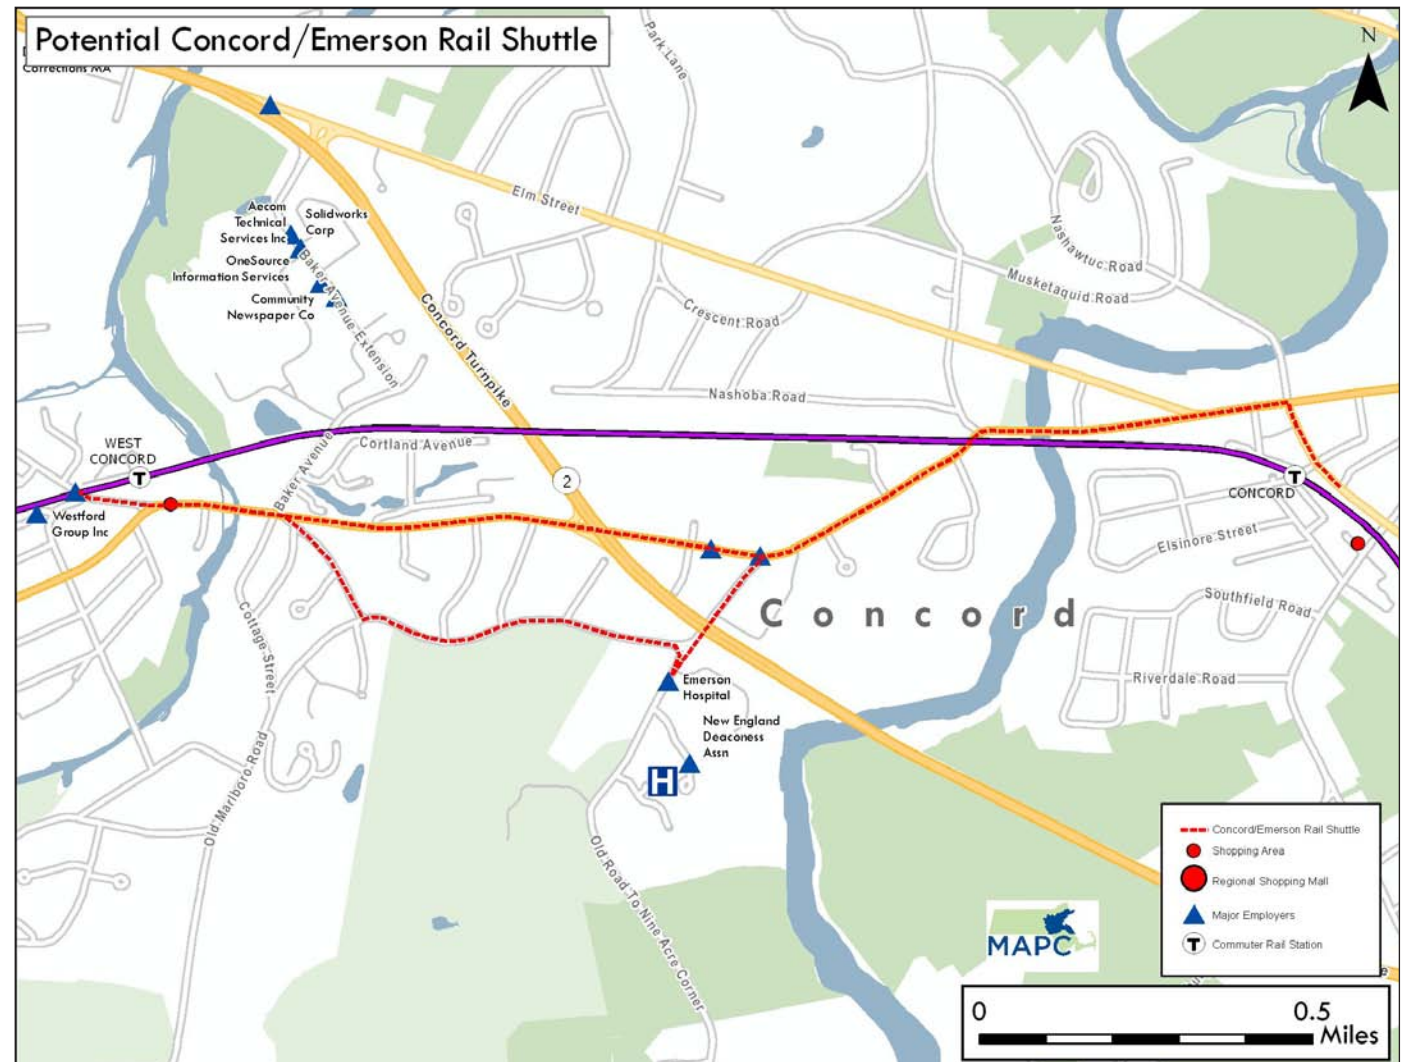 Potential Concord/Emerson Rail Shuttle
Corrections MA
N
Park Lane
Elm Street
Aecom
Technical
Services Inc
Solidworks
Corp
OneSource
Information Services
Community
Newspaper Co
Baker Avenue Extension
Concord Turnpike
Nashawtuc Road
Musketaquid Road
Crescent Road
Nashoba Road
WEST
CONCORD
T
Baker Avenue
Cortland Avenue
2
Westford
Group Inc
T
CONCORD
Elsinore Street
Southfield Road
Riverdale Road
Concord
Cottage Street
Old Marlboro Road
Emerson
Hospital
New England
Deaconess
Assn
H
Old Road To Nine Acre Corner
Concord/Emerson Rail Shuttle
Shopping Area
Regional Shopping Mall
Major Employers
T Commuter Rail Station
MAPC
0 0.5
Miles